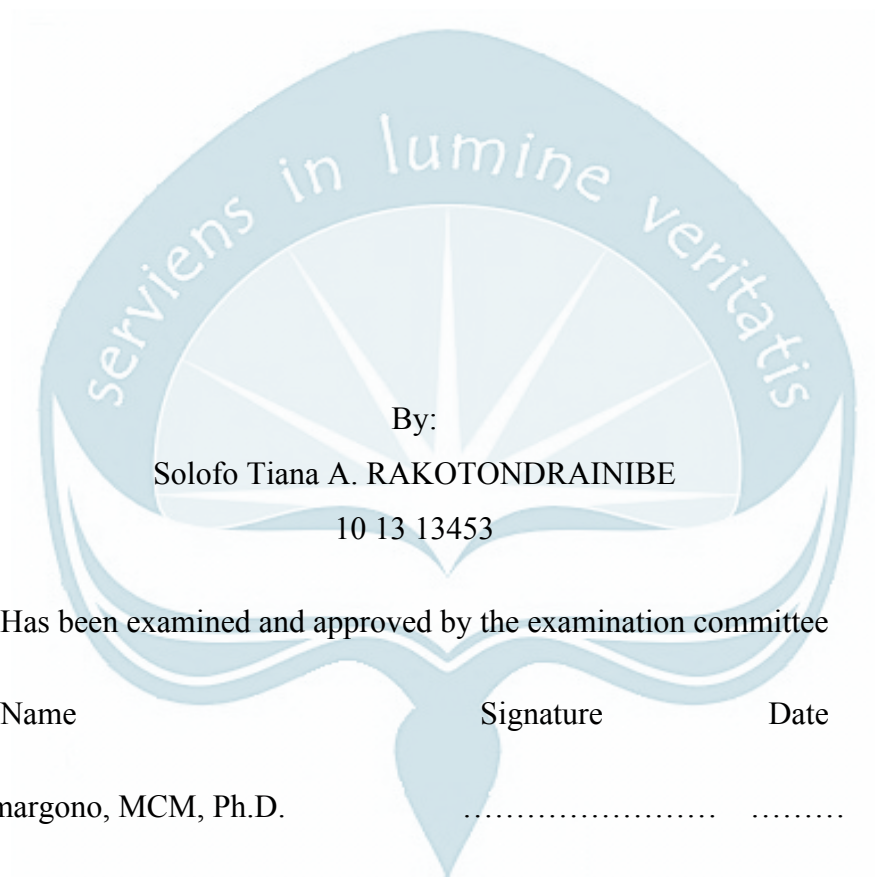 serviens in lumine veritatis
By:
Solofo Tiana A. RAKOTONDRAINIBE
10 13 13453
Has been examined and approved by the examination committee
Name Signature Date
margono, MCM, Ph.D. ........................ .........